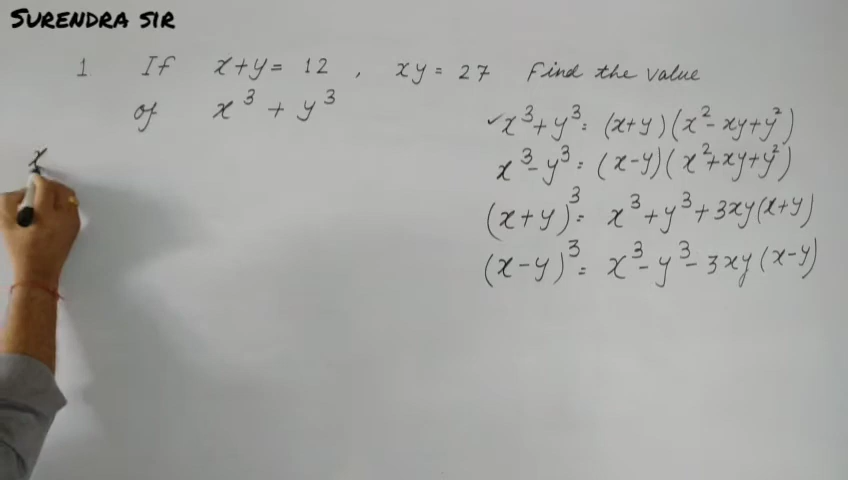 SURENDRA SIR
1. If x+y= 12 , xy = 27 Find the value
of x³ + y³
✓x³+y³= (x+y)(x²-xy+y²)
x³-y³= (x-y)(x²+xy+y²)
(x+y)³= x³+y³+3xy(x+y)
(x-y)³= x³-y³-3xy(x-y)
x